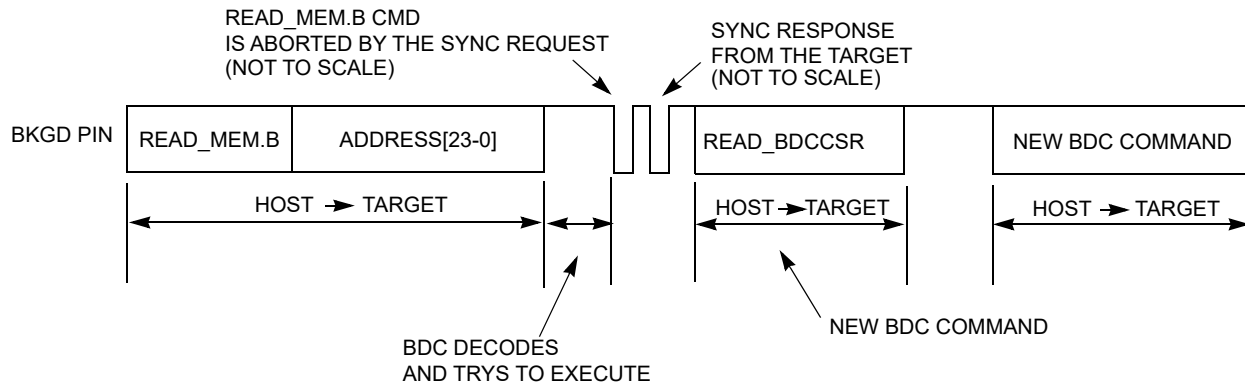 READ_MEM.B CMD
IS ABORTED BY THE SYNC REQUEST
(NOT TO SCALE)
SYNC RESPONSE
FROM THE TARGET
(NOT TO SCALE)
BKGD PIN
READ_MEM.B
ADDRESS[23-0]
READ_BDCCSR
NEW BDC COMMAND
HOST → TARGET
HOST → TARGET
HOST → TARGET
BDC DECODES
AND TRYS TO EXECUTE
NEW BDC COMMAND